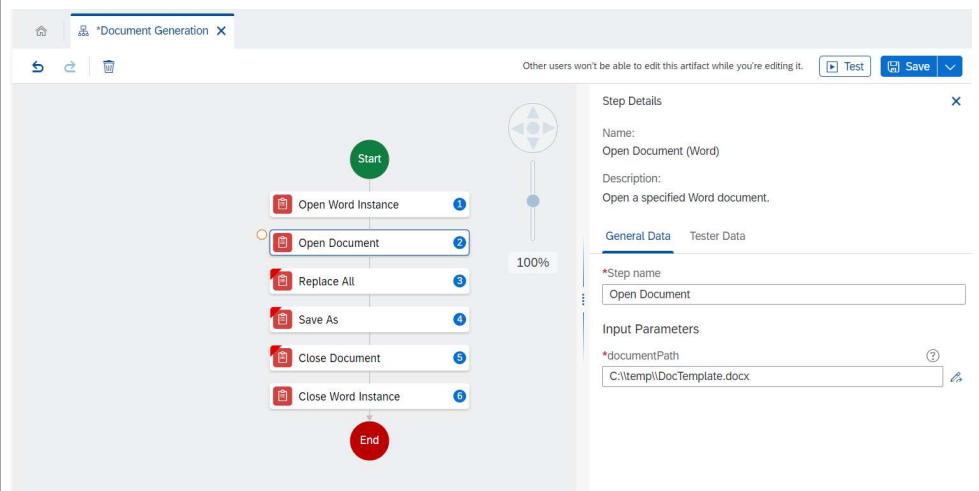 *Document Generation
Other users won't be able to edit this artifact while you're editing it.
Test
Save
Start
Open Word Instance 1
Open Document 2
Replace All 3
Save As 4
Close Document 5
Close Word Instance 6
End
100%
Step Details
Name:
Open Document (Word)
Description:
Open a specified Word document.
General Data Tester Data
*Step name
Open Document
Input Parameters
*documentPath
C:\\temp\\DocTemplate.docx